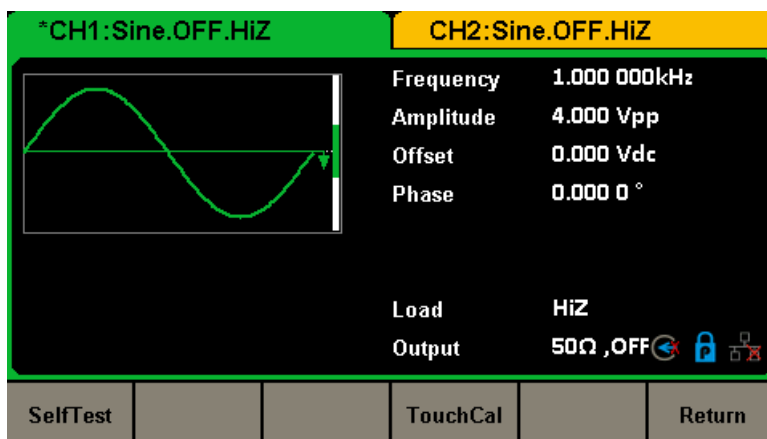 *CH1:Sine.OFF.HiZ
CH2:Sine.OFF.HiZ
Frequency 1.000 000kHz
Amplitude 4.000 Vpp
Offset 0.000 Vdc
Phase 0.000 0 °
Load HiZ
Output 50Ω ,OFF
P
SelfTest TouchCal Return